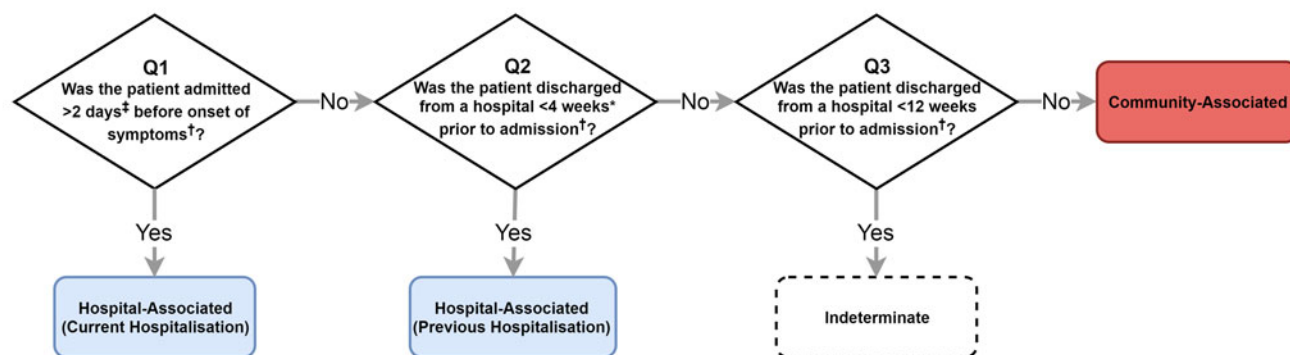 Q1
Was the patient admitted
>2 days‡ before onset of
symptoms†?
No
Q2
Was the patient discharged
from a hospital <4 weeks*
prior to admission†?
No
Q3
Was the patient discharged
from a hospital <12 weeks
prior to admission†?
No
Community-Associated
Yes
Yes
Yes
Hospital-Associated
(Current Hospitalisation)
Hospital-Associated
(Previous Hospitalisation)
Indeterminate